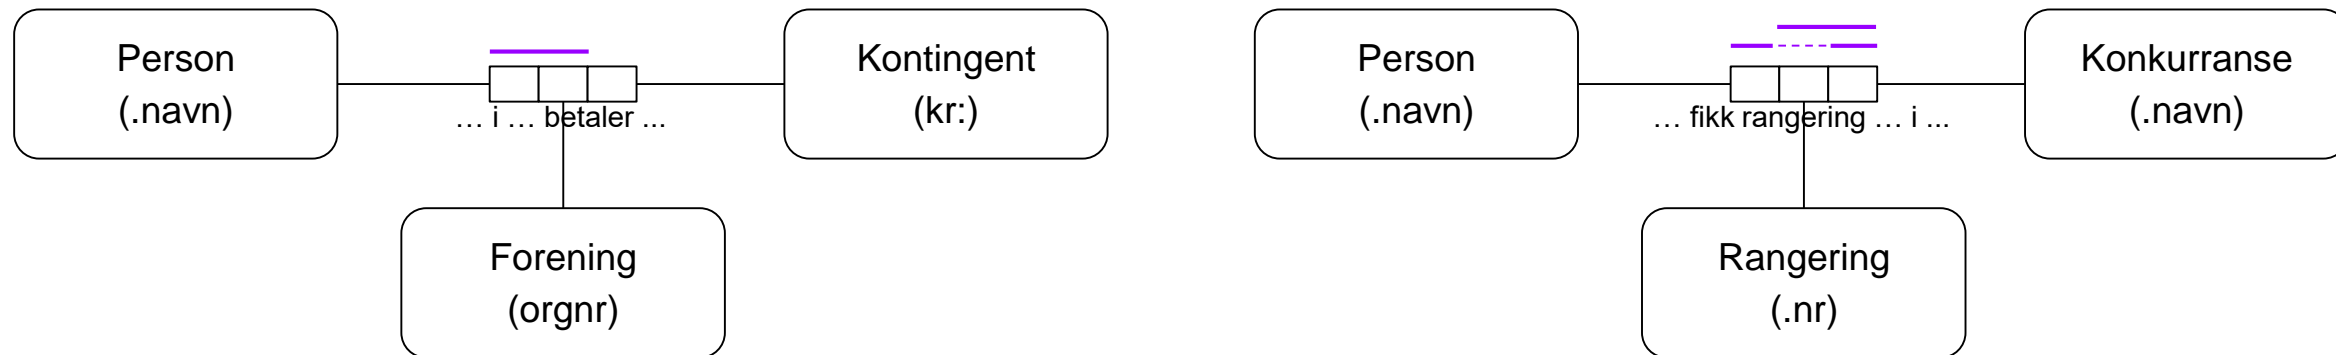 Person
(.navn)
… i … betaler ...
Kontingent
(kr:)
Forening
(orgnr)
Person
(.navn)
… fikk rangering … i ...
Konkurranse
(.navn)
Rangering
(.nr)